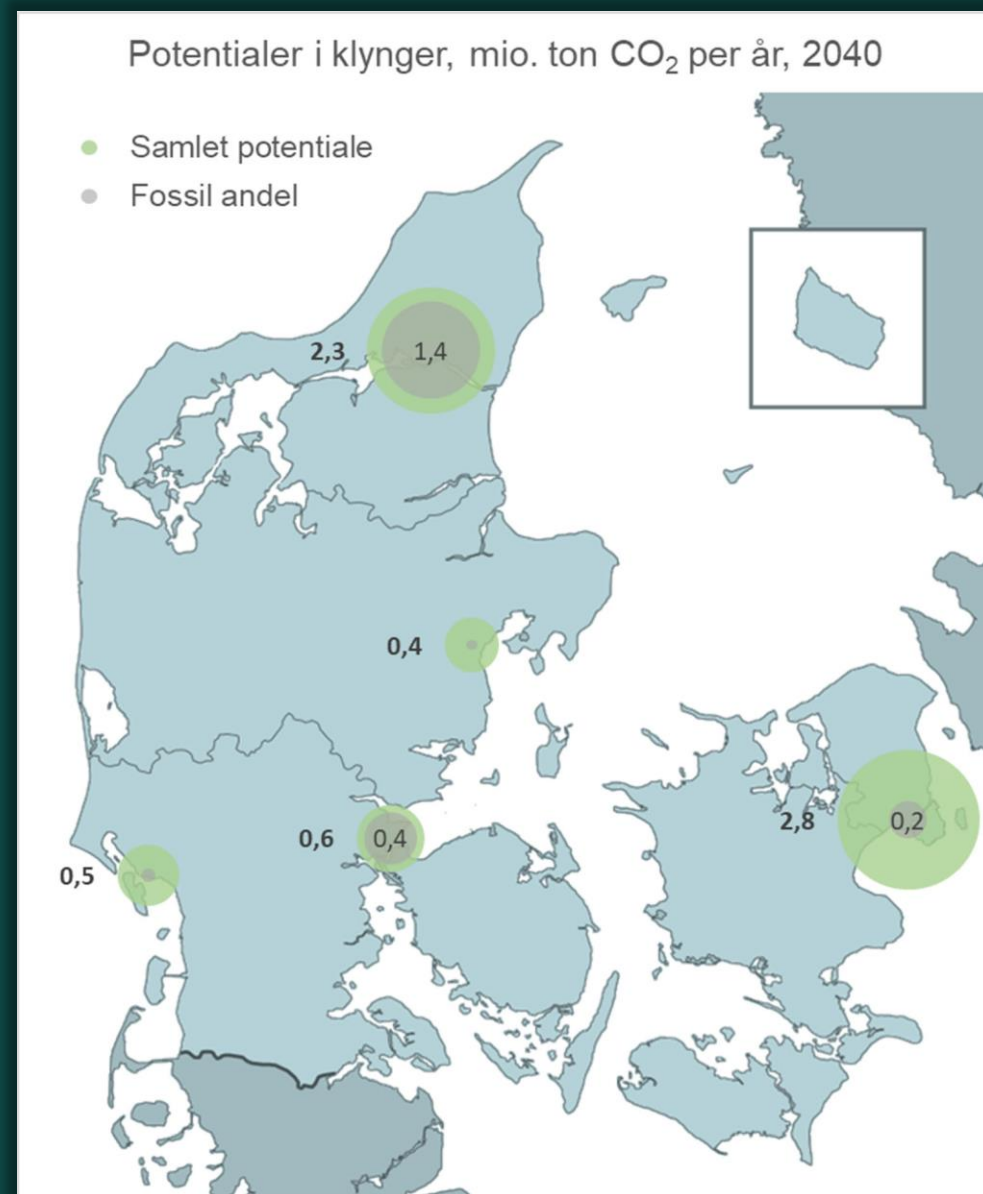 Potentialer i klynger, mio. ton CO₂ per år, 2040
Samlet potentiale
Fossil andel
2,3 1,4
0,4
0,6 0,4
2,8 0,2
0,5